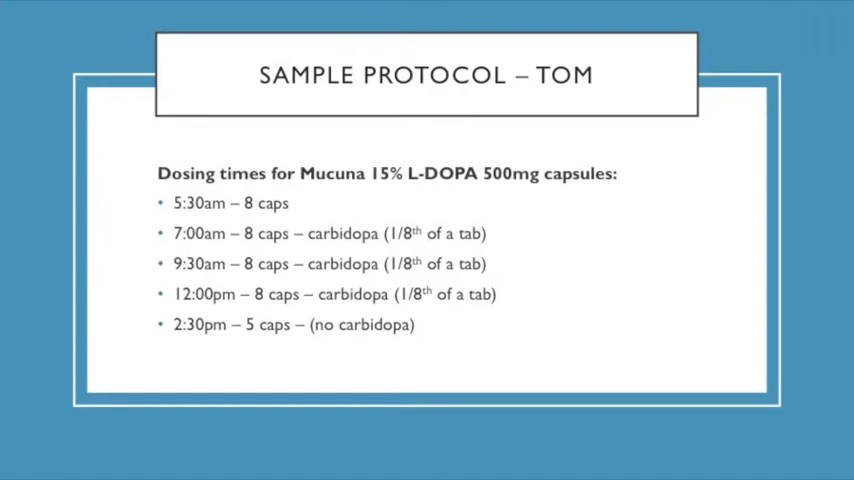 SAMPLE PROTOCOL – TOM
Dosing times for Mucuna 15% L-DOPA 500mg capsules:
• 5:30am – 8 caps
• 7:00am – 8 caps – carbidopa (1/8th of a tab)
• 9:30am – 8 caps – carbidopa (1/8th of a tab)
• 12:00pm – 8 caps – carbidopa (1/8th of a tab)
• 2:30pm – 5 caps – (no carbidopa)